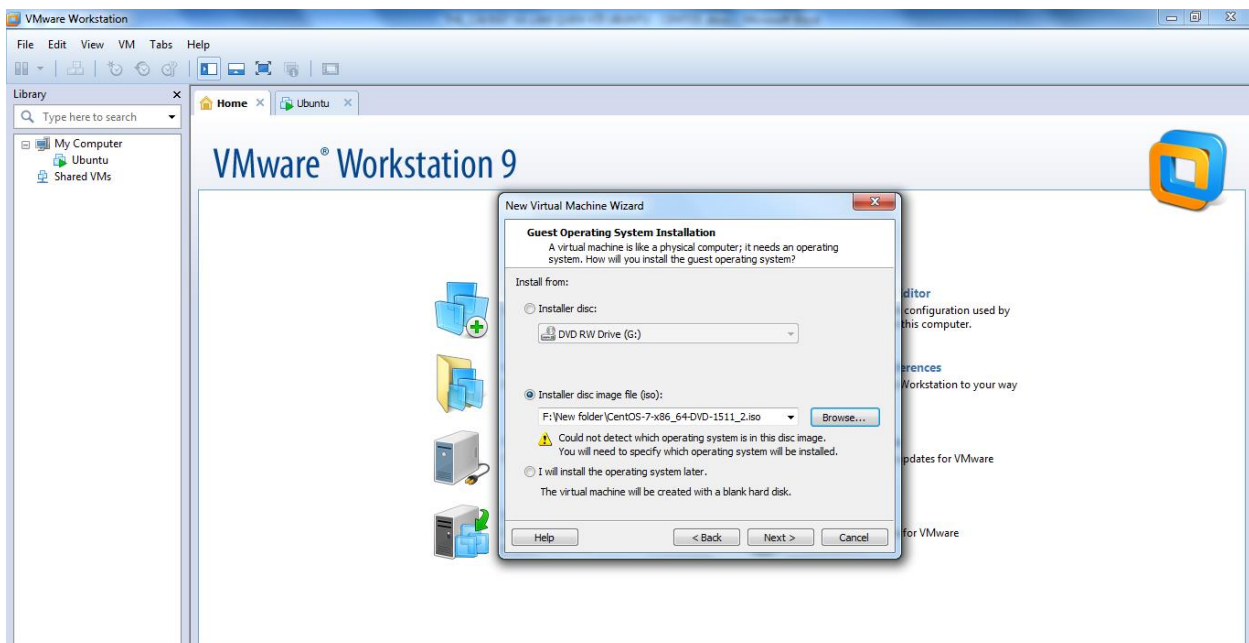 VMware Workstation
File Edit View VM Tabs Help
Library
Type here to search
My Computer
Ubuntu
Shared VMs
Home
Ubuntu
VMware® Workstation 9
New Virtual Machine Wizard
Guest Operating System Installation
A virtual machine is like a physical computer; it needs an operating
system. How will you install the guest operating system?
Install from:
Installer disc:
DVD RW Drive (G:)
Installer disc image file (iso):
F:\New folder\CentOS-7-x86_64-DVD-1511_2.iso
Browse...
Could not detect which operating system is in this disc image.
You will need to specify which operating system will be installed.
I will install the operating system later.
The virtual machine will be created with a blank hard disk.
Help
< Back
Next >
Cancel
ditor
configuration used by
this computer.
erences
Workstation to your way
pdates for VMware
for VMware